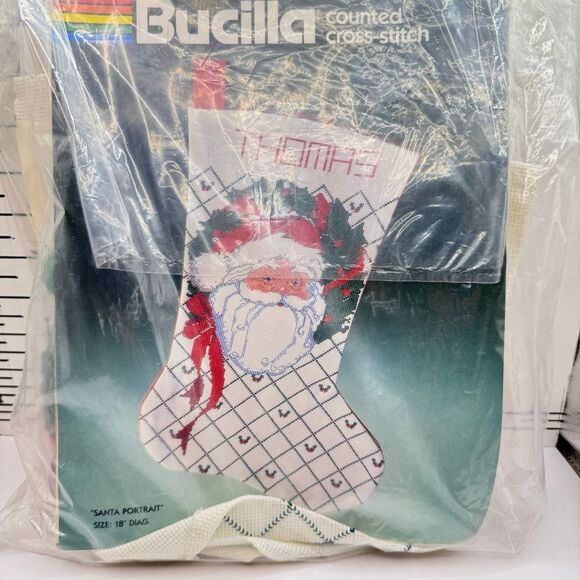 Bucilla
counted
cross-stitch
THOMAS
"SANTA PORTRAIT"
SIZE: 18" DIAG.